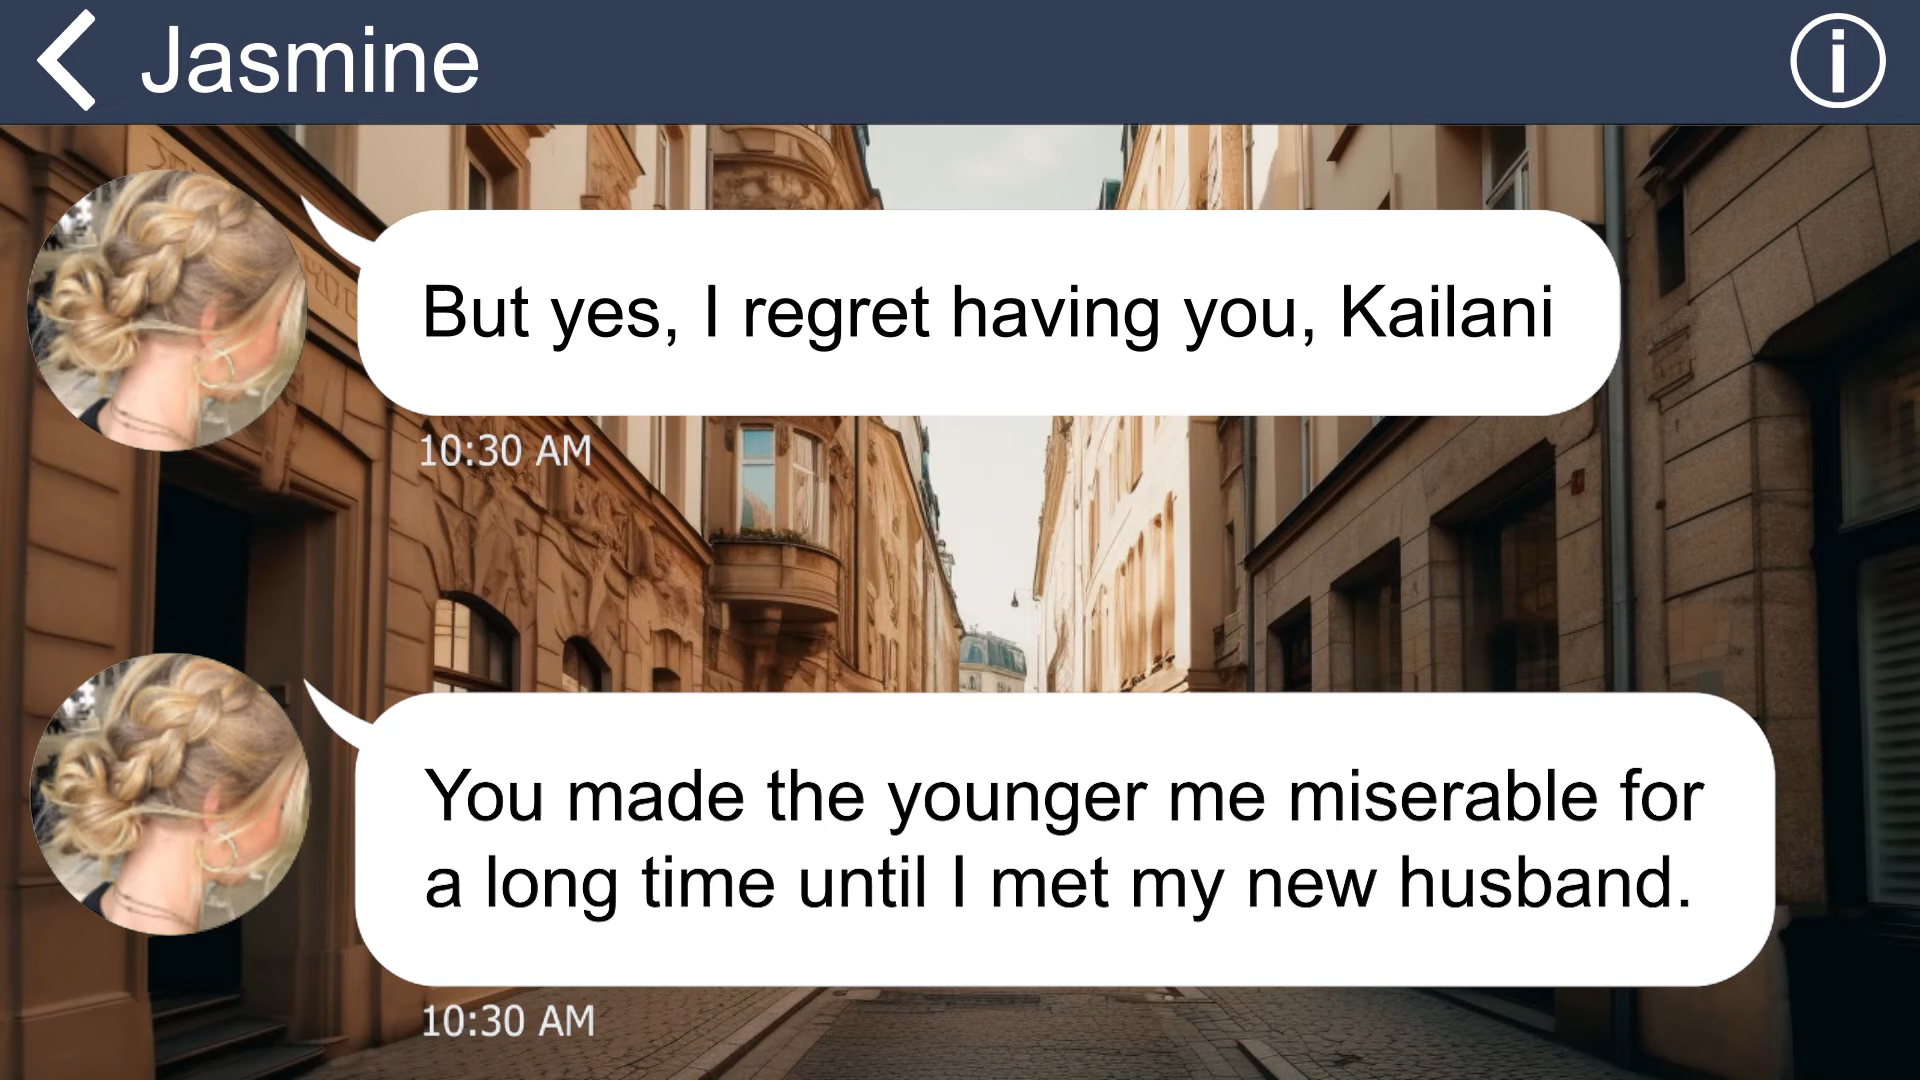 Jasmine
But yes, I regret having you, Kailani
10:30 AM
You made the younger me miserable for
a long time until I met my new husband.
10:30 AM